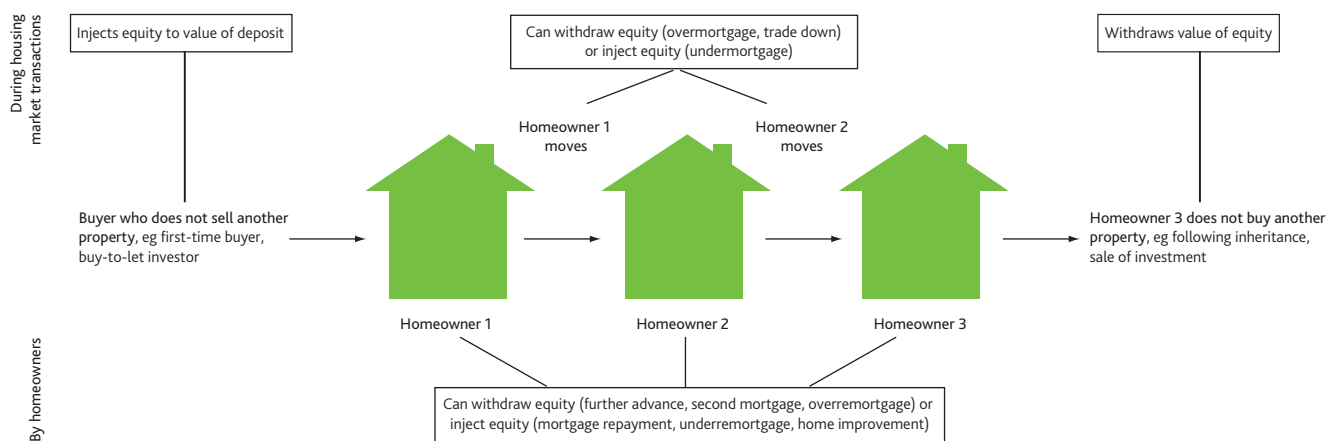 During housing
market transactions
Injects equity to value of deposit
Can withdraw equity (overmortgage, trade down)
or inject equity (undermortgage)
Withdraws value of equity
Homeowner 1
moves
Homeowner 2
moves
Buyer who does not sell another
property, eg first-time buyer,
buy-to-let investor
Homeowner 3 does not buy another
property, eg following inheritance,
sale of investment
Homeowner 1
Homeowner 2
Homeowner 3
By homeowners
Can withdraw equity (further advance, second mortgage, overremortgage) or
inject equity (mortgage repayment, underremortgage, home improvement)